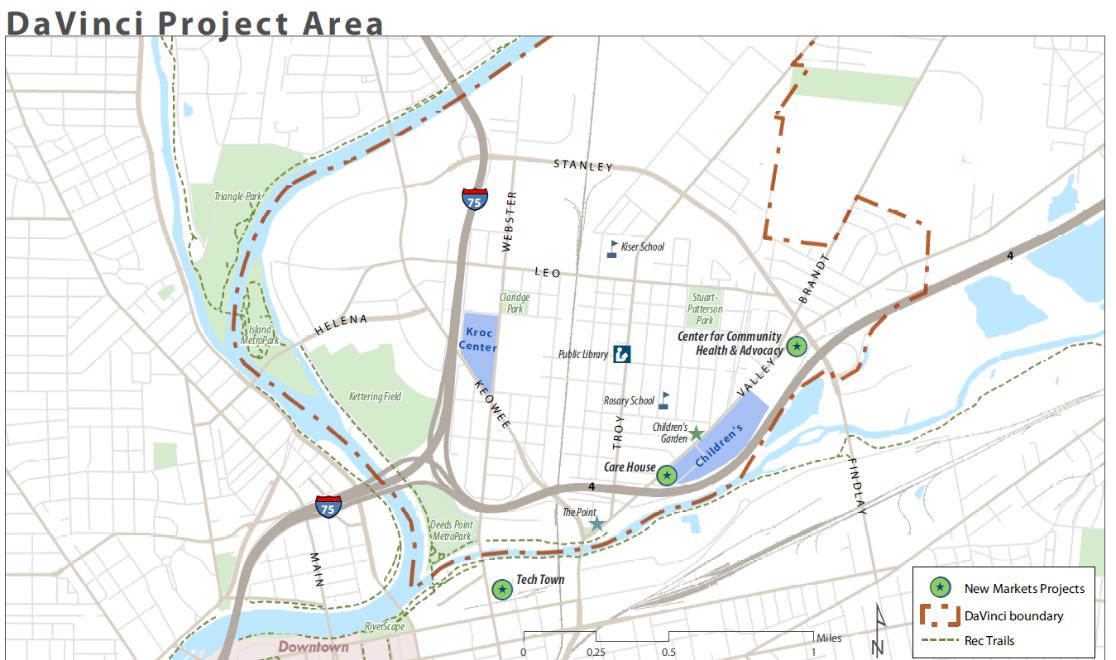 DaVinci Project Area
STANLEY
Triangle Park
75
WEBSTER
Kiser School
4
LEO
BRANDT
Claridge
Park
Stuart-
Patterson
Park
HELENA
Island
MetroPark
Kroc
Center
Center for Community
Health & Advocacy
Public Library
VALLEY
Kettering Field
KEOWEE
Rosary School
TROY
Children's
Garden
Children's
Care House
FINDLAY
4
75
The Point
Deeds Point
MetroPark
MAIN
Tech Town
RiverScape
Downtown
New Markets Projects
DaVinci boundary
Rec Trails
N
Miles
0 0.25 0.5 1